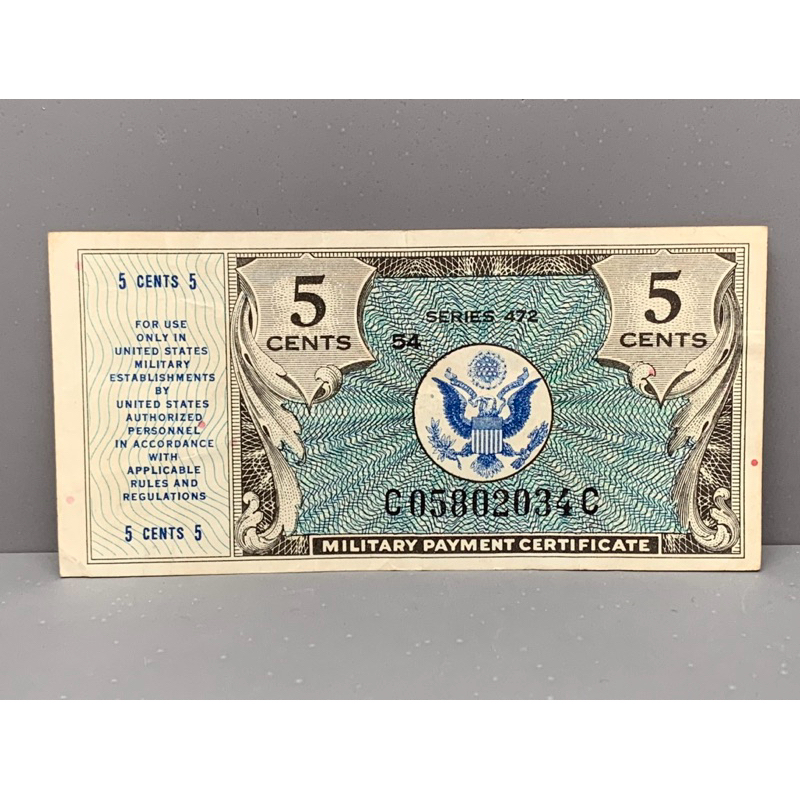 5 CENTS 5
FOR USE
ONLY IN
UNITED STATES
MILITARY
ESTABLISHMENTS
BY
UNITED STATES
AUTHORIZED
PERSONNEL
IN ACCORDANCE
WITH
APPLICABLE
RULES AND
REGULATIONS
5 CENTS 5
5
CENTS
SERIES 472
54
5
CENTS
C05802034C
MILITARY PAYMENT CERTIFICATE